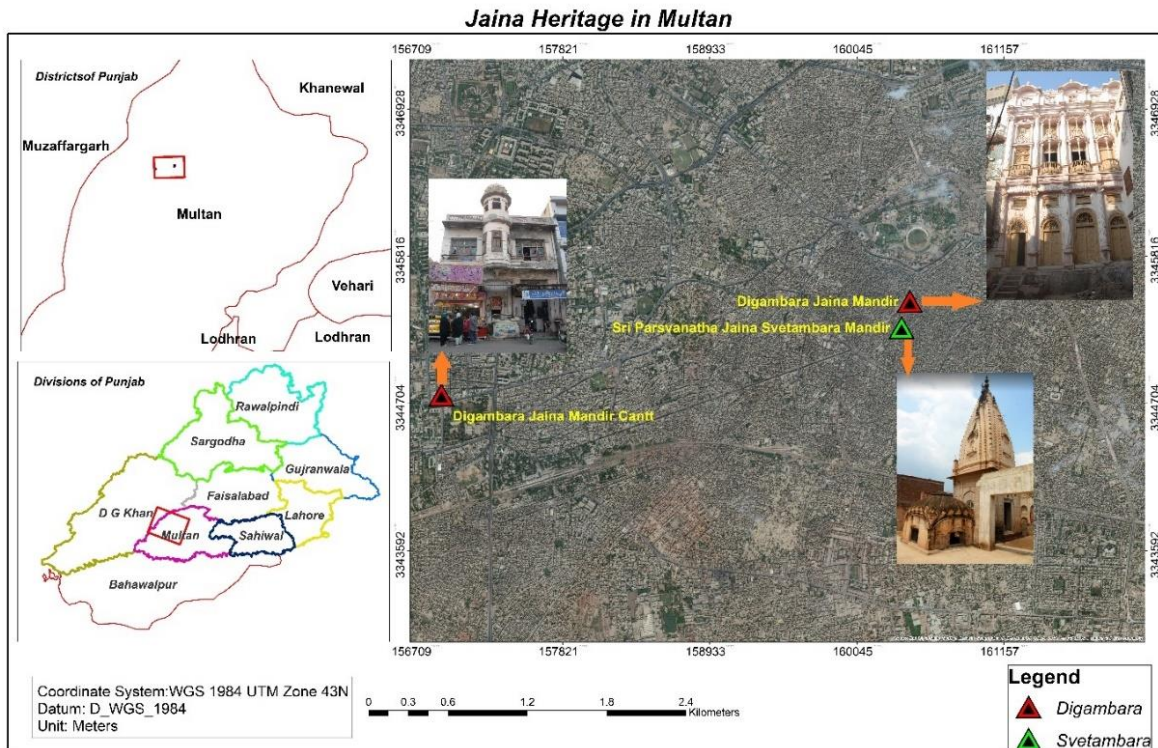 Jaina Heritage in Multan
Districtsof Punjab
Khanewal
Muzaffargarh
Multan
Vehari
Lodhran
Lodhran
Divisions of Punjab
Rawalpindi
Sargodha
Gujranwala
Faisalabad
D G Khan
Lahore
Multan
Sahiwal
Bahawalpur
156709 157821 158933 160045 161157
3346928
3345816
3344704
3343592
3346928
3345816
3344704
3343592
Digambara Jaina Mandir
Sri Parsvanatha Jaina Svetambara Mandir
Digambara Jaina Mandir Cantt
156709 157821 158933 160045 161157
Coordinate System:WGS 1984 UTM Zone 43N
Datum: D_WGS_1984
Unit: Meters
0 0.3 0.6 1.2 1.8 2.4
Kilometers
Legend
Digambara
Svetambara